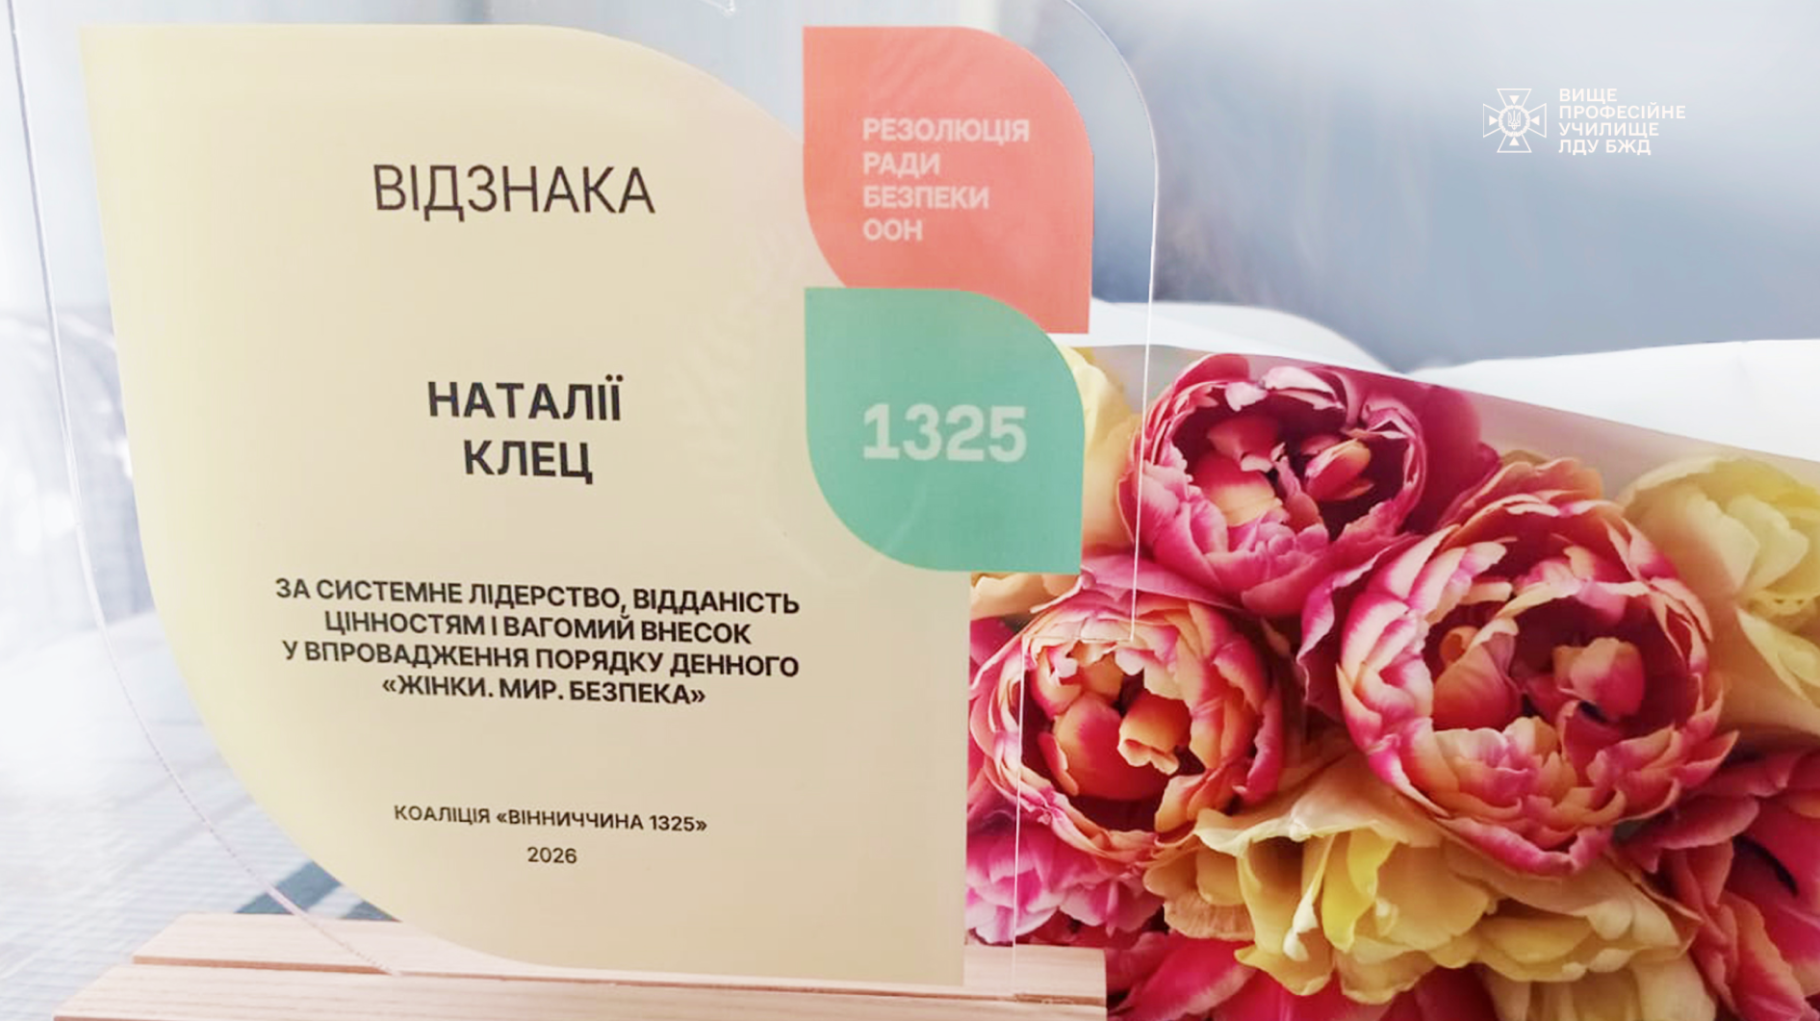 ВІДЗНАКА
НАТАЛІЇ
КЛЕЦ
ЗА СИСТЕМНЕ ЛІДЕРСТВО, ВІДДАНІСТЬ
ЦІННОСТЯМ І ВАГОМИЙ ВНЕСОК
У ВПРОВАДЖЕННЯ ПОРЯДКУ ДЕННОГО
«ЖІНКИ. МИР. БЕЗПЕКА»
КОАЛІЦІЯ «ВІННИЧЧИНА 1325»
2026
РЕЗОЛЮЦІЯ
РАДИ
БЕЗПЕКИ
ООН
1325
ВИЩЕ
ПРОФЕСІЙНЕ
УЧИЛИЩЕ
ЛДУ БЖД